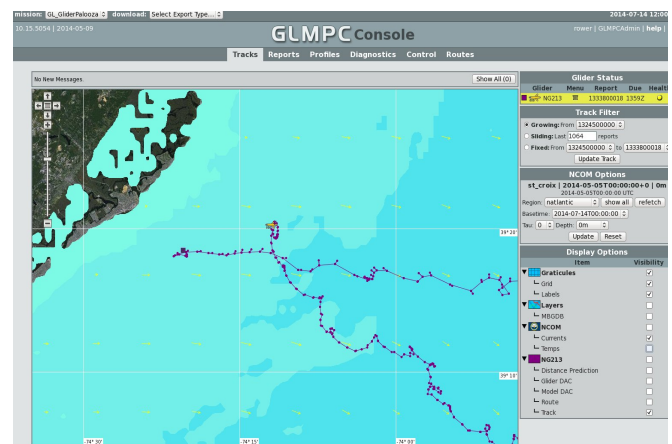 mission: GL_GliderPalooza download: Select Export Type... 2014-07-14 12:00
10.15.5054 | 2014-05-09
GLMPC Console
rower | GLMPCAdmin | help |
Tracks Reports Profiles Diagnostics Control Routes
No New Messages.
Show All (0)
Glider Status
Glider Menu Report Due Healt
NG213 1333800018 1359Z
Track Filter
Growing: From 1324500000
Sliding: Last 1064 reports
Fixed: From 1324500000 to 1333800018
Update Track
NCOM Options
st_croix | 2014-05-05T00:00:00+0 | 0m
2014-05-05T00:00:00 UTC
Region: natlantic show all refetch
Basetime: 2014-07-14T00:00:00
Tau: 0 Depth: 0m
Update Reset
Display Options
Item Visibility
Graticules
Grid
Labels
Layers
MBGDB
NCOM
Currents
Temps
NG213
Distance Prediction
Glider DAC
Model DAC
Route
Track
39° 20'
39° 10'
-74° 30' -74° 15' -74° 00'